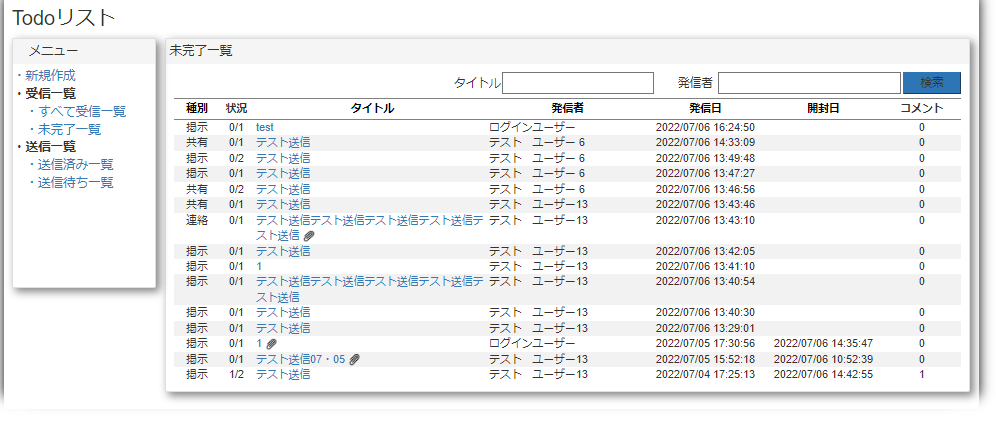 Todoリスト
メニュー
・新規作成
・受信一覧
・すべて受信一覧
・未完了一覧
・送信一覧
・送信済み一覧
・送信待ち一覧
未完了一覧
タイトル 発信者 検索
種別 状況 タイトル 発信者 発信日 開封日 コメント
掲示 0/1 test ログインユーザー 2022/07/06 16:24:50 0
共有 0/1 テスト送信 テスト ユーザー 6 2022/07/06 14:33:09 0
掲示 0/2 テスト送信 テスト ユーザー 6 2022/07/06 13:49:48 0
掲示 0/1 テスト送信 テスト ユーザー 6 2022/07/06 13:47:27 0
共有 0/2 テスト送信 テスト ユーザー 6 2022/07/06 13:46:56 0
共有 0/1 テスト送信 テスト ユーザー13 2022/07/06 13:43:46 0
連絡 0/1 テスト送信テスト送信テスト送信テスト送信テ テスト ユーザー13 2022/07/06 13:43:10 0
スト送信
掲示 0/1 テスト送信 テスト ユーザー13 2022/07/06 13:42:05 0
掲示 0/1 1 テスト ユーザー13 2022/07/06 13:41:10 0
掲示 0/1 テスト送信テスト送信テスト送信テスト送信テ テスト ユーザー13 2022/07/06 13:40:54 0
スト送信
掲示 0/1 テスト送信 テスト ユーザー13 2022/07/06 13:40:30 0
掲示 0/1 テスト送信 テスト ユーザー13 2022/07/06 13:29:01 0
掲示 0/1 1 ログインユーザー 2022/07/05 17:30:56 2022/07/06 14:35:47 0
掲示 0/1 テスト送信07・05 テスト ユーザー13 2022/07/05 15:52:18 2022/07/06 10:52:39 0
掲示 1/2 テスト送信 テスト ユーザー13 2022/07/04 17:25:13 2022/07/06 14:42:55 1